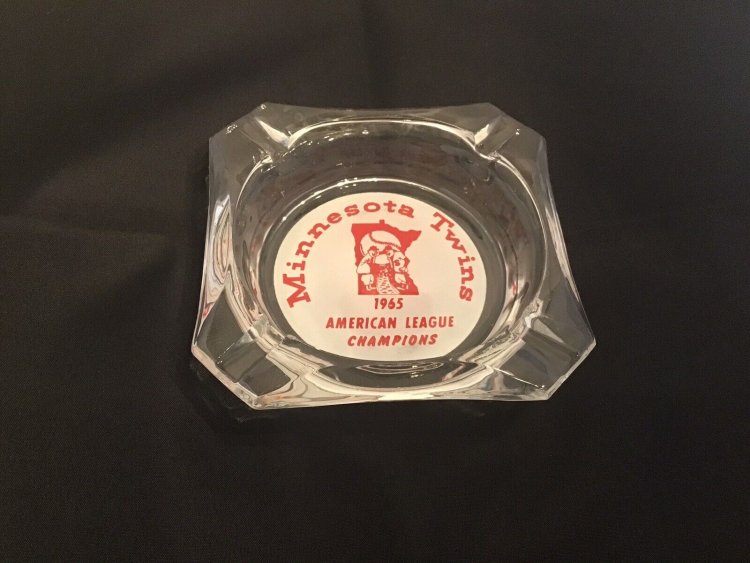 Minnesota Twins
1965
AMERICAN LEAGUE
CHAMPIONS